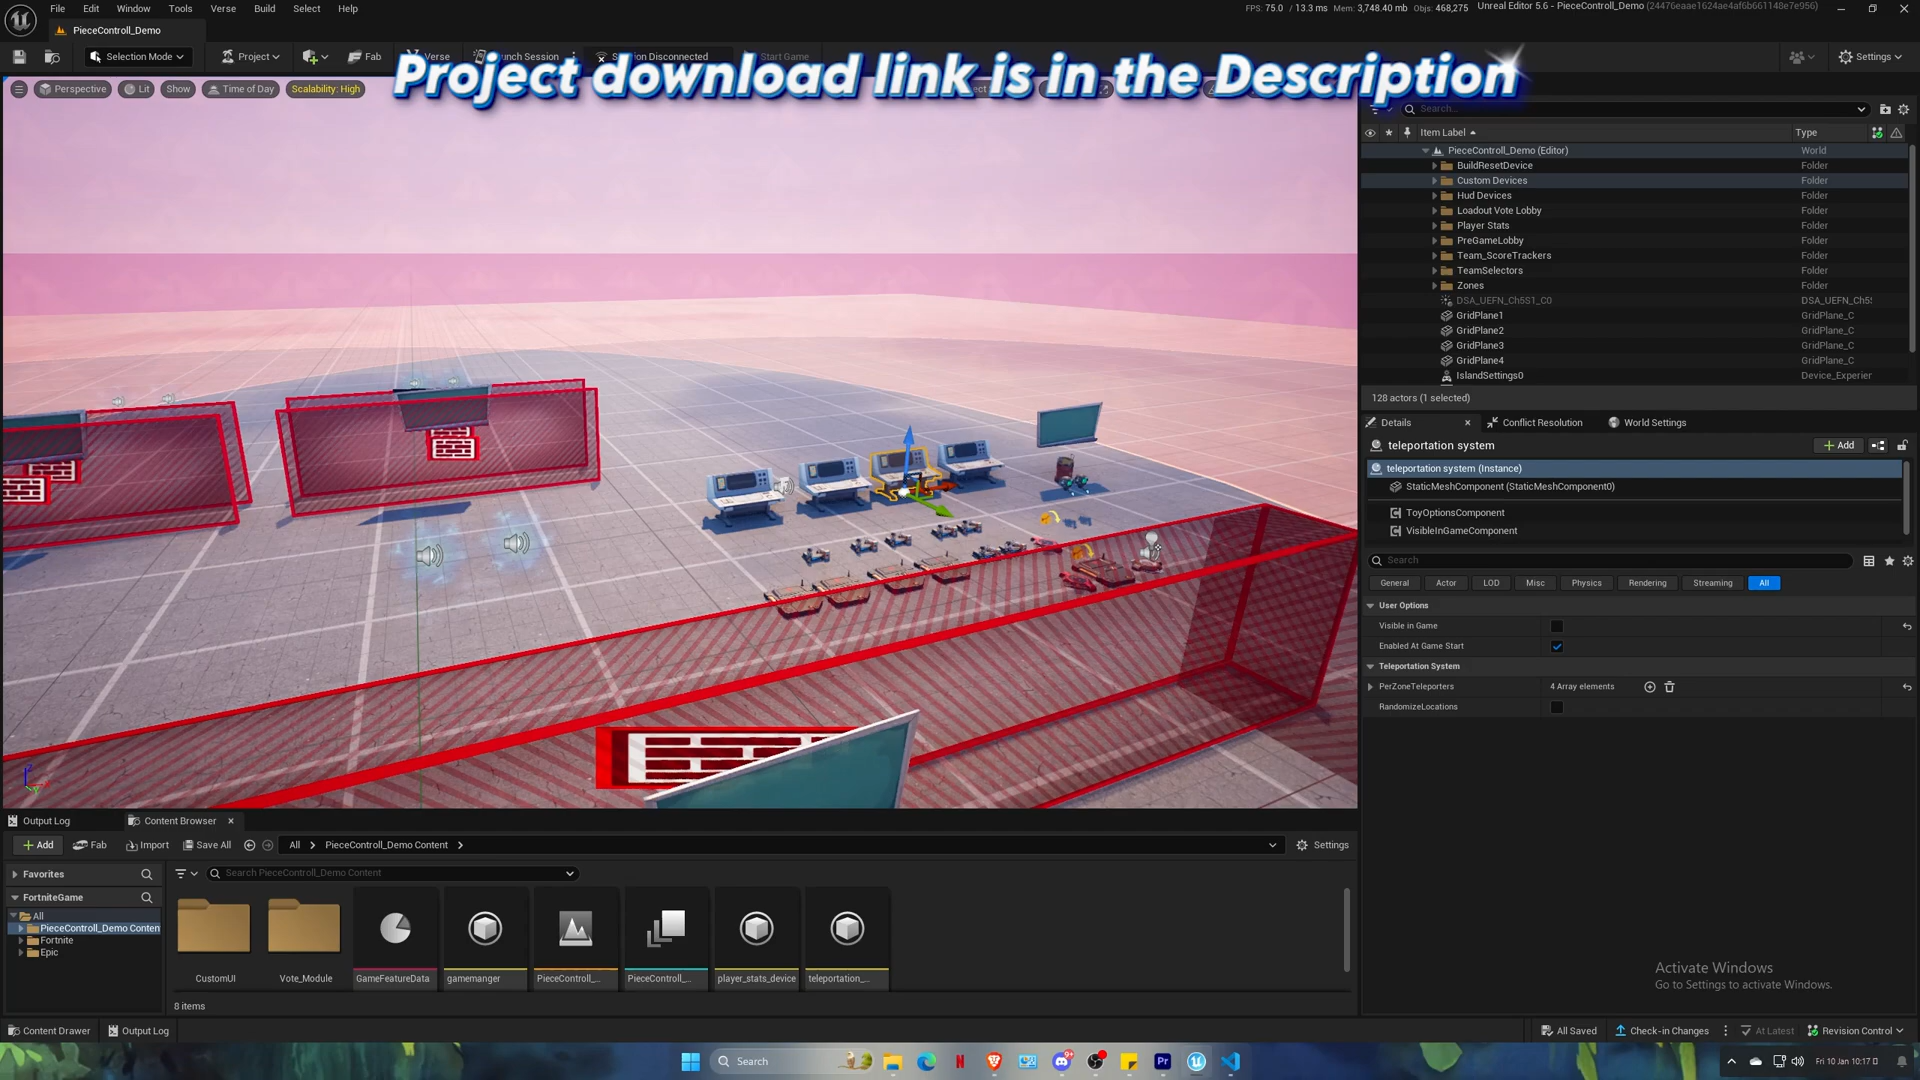 File Edit Window Tools Verse Build Select Help
FPS: 75.0 / 13.3 ms Mem: 3,748.40 mb Objs: 468,275
Unreal Editor 5.6 - PieceControll_Demo (24476eaae1624ae4af6b661148e7e956)
PieceControll_Demo
Selection Mode Project Fab Verse Session Disconnected Start Game Settings
Project download link is in the Description
Perspective Lit Show Time of Day Scalability: High
Search...
Item Label Type
PieceControll_Demo (Editor) World
BuildResetDevice Folder
Custom Devices Folder
Hud Devices Folder
Loadout Vote Lobby Folder
Player Stats Folder
PreGameLobby Folder
Team_ScoreTrackers Folder
TeamSelectors Folder
Zones Folder
DSA_UEFN_Ch5S1_C0 DSA_UEFN_Ch5
GridPlane1 GridPlane_C
GridPlane2 GridPlane_C
GridPlane3 GridPlane_C
GridPlane4 GridPlane_C
IslandSettings0 Device_Experier
128 actors (1 selected)
Details Conflict Resolution World Settings
teleportation system Add
teleportation system (Instance)
StaticMeshComponent (StaticMeshComponent0)
ToyOptionsComponent
VisibleInGameComponent
Search
General Actor LOD Misc Physics Rendering Streaming All
User Options
Visible in Game
Enabled At Game Start
Teleportation System
PerZoneTeleporters 4 Array elements
RandomizeLocations
Output Log Content Browser
Add Fab Import Save All All PieceControll_Demo Content Settings
Favorites
Search PieceControll_Demo Content
FortniteGame
All
PieceControll_Demo Conten
Fortnite
Epic
CustomUI Vote_Module GameFeatureData gamemanger PieceControll_... PieceControll_... player_stats_device teleportation_...
8 items
Activate Windows
Go to Settings to activate Windows.
Content Drawer Output Log All Saved Check-in Changes At Latest Revision Control
Search
Fri 10 Jan 10:17